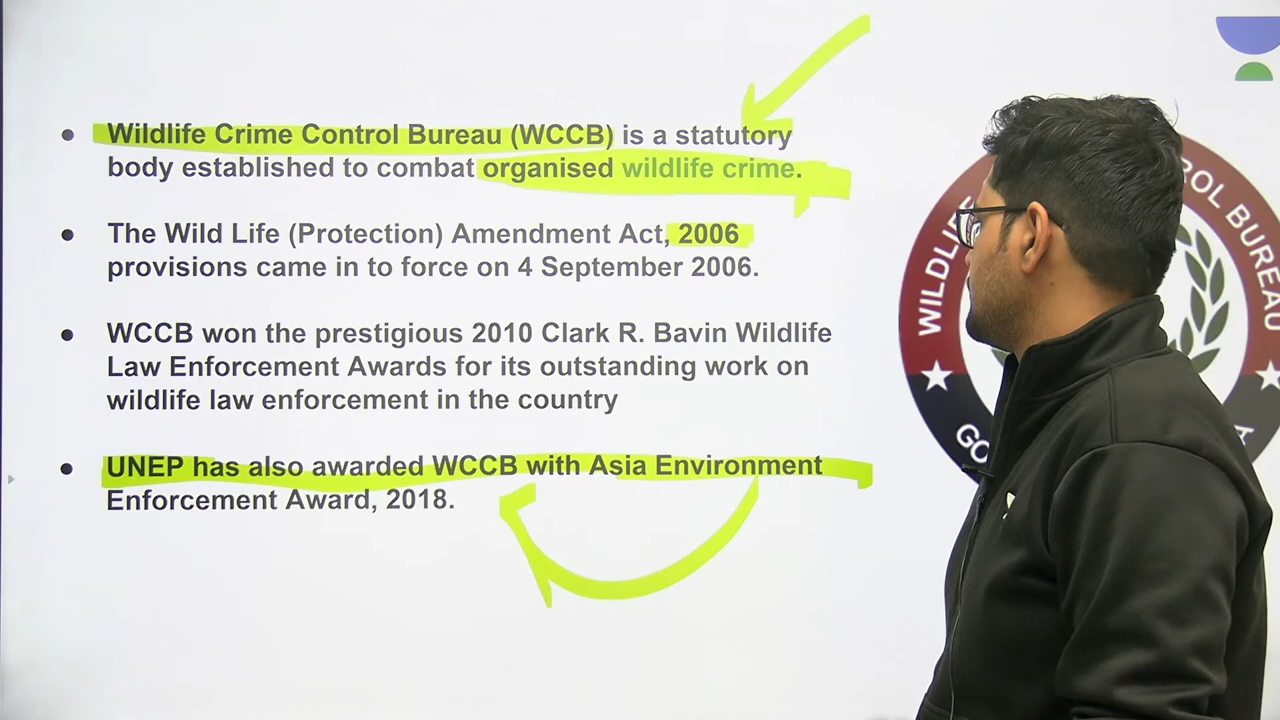 Wildlife Crime Control Bureau (WCCB) is a statutory
body established to combat organised wildlife crime.
The Wild Life (Protection) Amendment Act, 2006
provisions came in to force on 4 September 2006.
WCCB won the prestigious 2010 Clark R. Bavin Wildlife
Law Enforcement Awards for its outstanding work on
wildlife law enforcement in the country
UNEP has also awarded WCCB with Asia Environment
Enforcement Award, 2018.
BUREAU